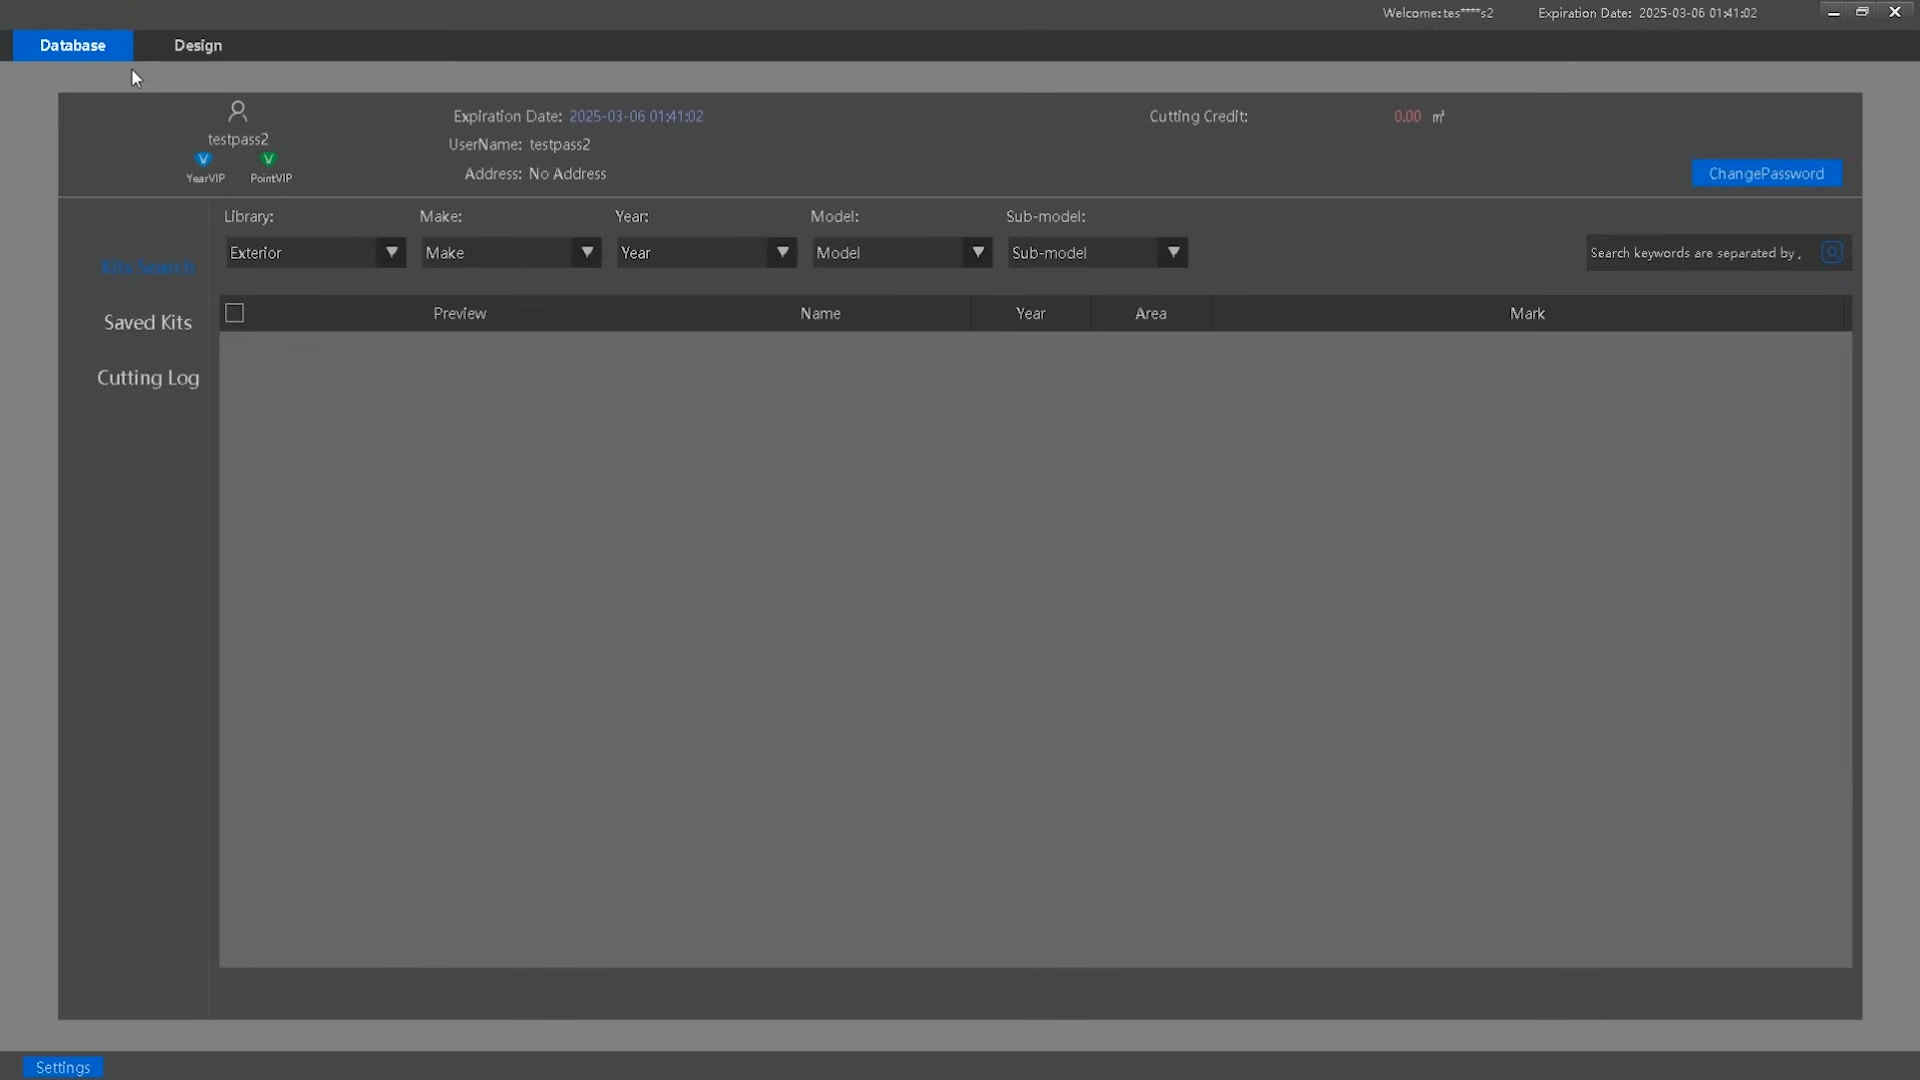 Welcome:tes****s2 Expiration Date: 2025-03-06 01:41:02
Database Design
testpass2
YearVIP PointVIP
Expiration Date: 2025-03-06 01:41:02
UserName: testpass2
Address: No Address
Cutting Credit: 0.00 ㎡
ChangePassword
Kits Search
Saved Kits
Cutting Log
Library: Make: Year: Model: Sub-model:
Exterior Make Year Model Sub-model
Search keywords are separated by ,
Preview Name Year Area Mark
Settings